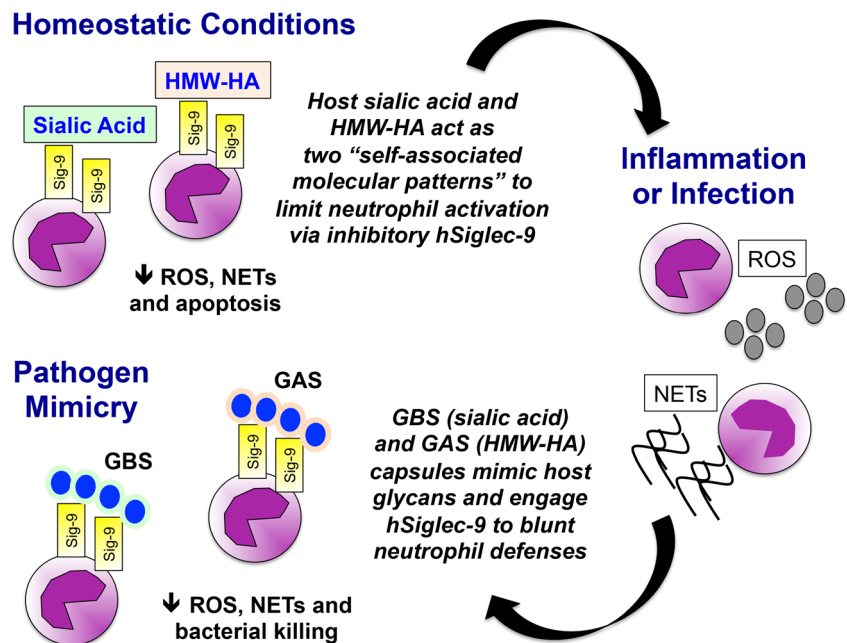 Homeostatic Conditions
HMW-HA
Sialic Acid
Sig-9
Sig-9
Sig-9
Sig-9
Host sialic acid and
HMW-HA act as
two “self-associated
molecular patterns” to
limit neutrophil activation
via inhibitory hSiglec-9
↓ ROS, NETs
and apoptosis
Inflammation
or Infection
ROS
NETs
Pathogen
Mimicry
GAS
Sig-9
Sig-9
GBS
Sig-9
Sig-9
GBS (sialic acid)
and GAS (HMW-HA)
capsules mimic host
glycans and engage
hSiglec-9 to blunt
neutrophil defenses
↓ ROS, NETs and
bacterial killing